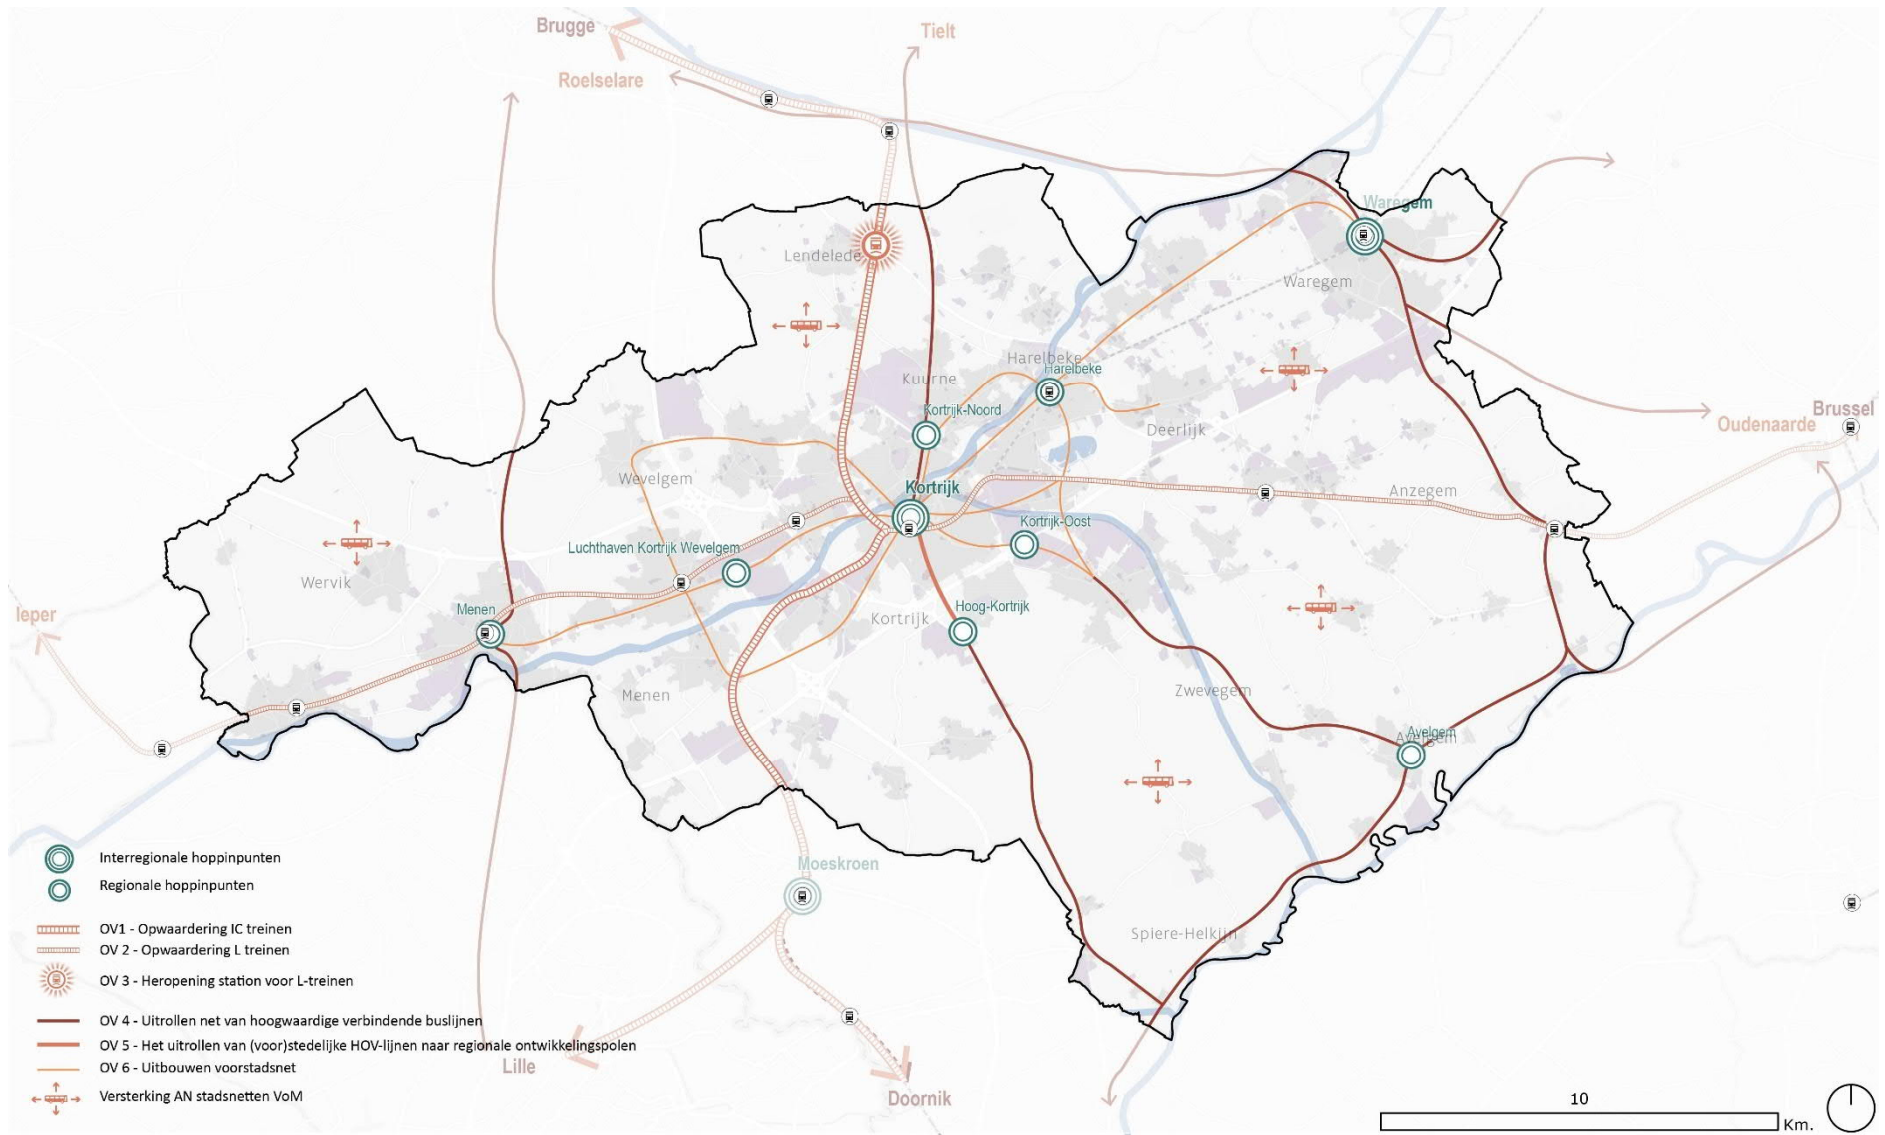 Brugge
Tielt
Roelselare
Waregem
Lendelede
Waregem
Harelbeke
Harelbeke
Kuurne
Kortrijk-Noord
Deerlijk
Brussel
Oudenaarde
Wevelgem
Kortrijk
Anzegem
Kortrijk-Oost
Luchthaven Kortrijk Wevelgem
Wervik
Menen
Hoog-Kortrijk
Ieper
Kortrijk
Menen
Zwevegem
Avelgem
Avelgem
Moeskroen
Spiere-Helkijn
Lille
Doornik
Interregionale hoppinpunten
Regionale hoppinpunten
OV1 - Opwaardering IC treinen
OV 2 - Opwaardering L treinen
OV 3 - Heropening station voor L-treinen
OV 4 - Uitrollen net van hoogwaardige verbindende buslijnen
OV 5 - Het uitrollen van (voor)stedelijke HOV-lijnen naar regionale ontwikkelingspolen
OV 6 - Uitbouwen voorstadsnet
Versterking AN stadsnetten VoM
10
Km.